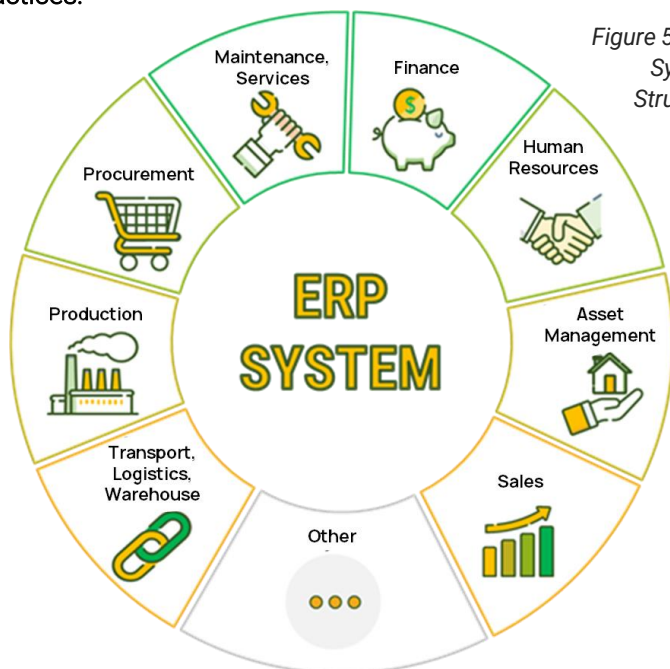 Figure 5
Sy
Stru
Maintenance,
Services
Finance
$
Human
Resources
Procurement
Asset
Management
Production
ERP
SYSTEM
Transport,
Logistics,
Warehouse
Sales
Other